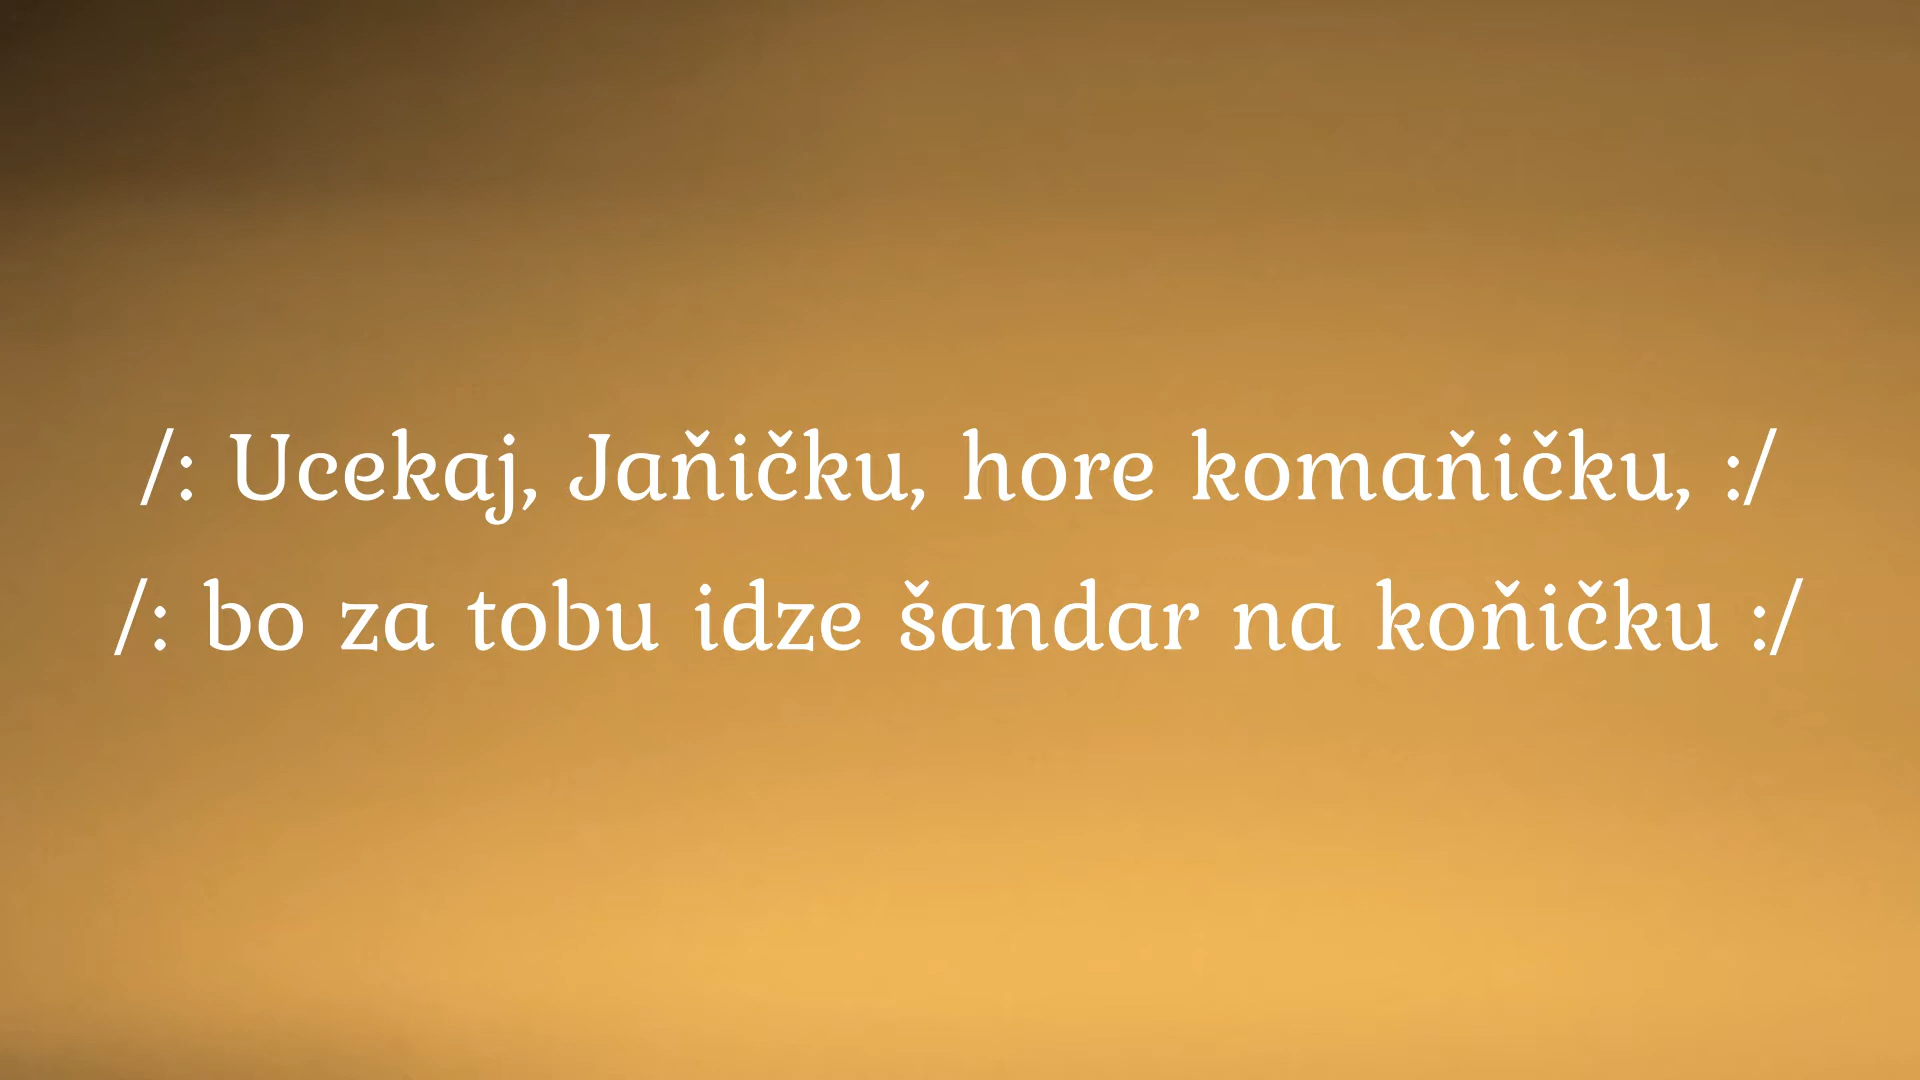 /: Ucekaj, Jaňičku, hore komaňičku, :/
/: bo za tobu idze šandar na koňičku :/